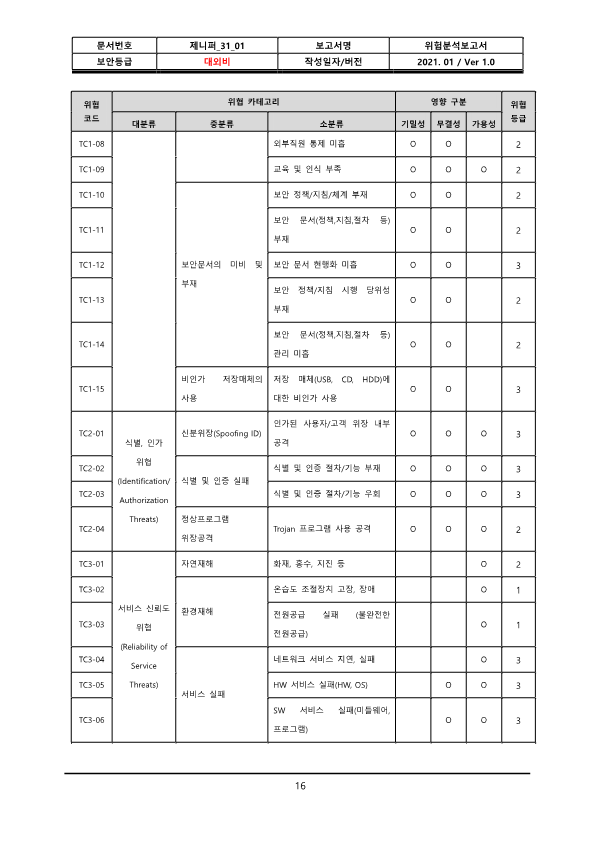 문서번호 제니퍼_31_01 보고서명 위험분석보고서
보안등급 대외비 작성일자/버전 2021. 01 / Ver 1.0
위협 위협 카테고리 영향 구분 위협
코드 대분류 중분류 소분류 기밀성 무결성 가용성 등급
TC1-08 외부직원 통제 미흡 O O 2
TC1-09 교육 및 인식 부족 O O O 2
TC1-10 보안 정책/지침/체계 부재 O O 2
보안 문서(정책,지침,절차 등)
TC1-11 O O 2
부재
TC1-12 보안문서의 미비 및 보안 문서 현행화 미흡 O O 3
부재 보안 정책/지침 시행 당위성
TC1-13 O O 2
부재
보안 문서(정책,지침,절차 등)
TC1-14 O O 2
관리 미흡
비인가 저장매체의 저장 매체(USB, CD, HDD)에
TC1-15 O O 3
사용 대한 비인가 사용
인가된 사용자/고객 위장 내부
TC2-01 신분위장(Spoofing ID) O O O 3
식별, 인가 공격
위협
TC2-02 식별 및 인증 절차/기능 부재 O O O 3
(Identification/ 식별 및 인증 실패
TC2-03 식별 및 인증 절차/기능 우회 O O O 3
Authorization
Threats) 정상프로그램
TC2-04 Trojan 프로그램 사용 공격 O O O 2
위장공격
TC3-01 자연재해 화재, 홍수, 지진 등 O 2
TC3-02 온습도 조절장치 고장, 장애 O 1
서비스 신뢰도 환경재해 전원공급 실패 (불완전한
TC3-03 위협 O 1
전원공급)
(Reliability of
TC3-04 네트워크 서비스 지연, 실패 O 3
Service
TC3-05 Threats) HW 서비스 실패(HW, OS) O O 3
서비스 실패
SW 서비스 실패(미들웨어,
TC3-06 O O 3
프로그램)
16